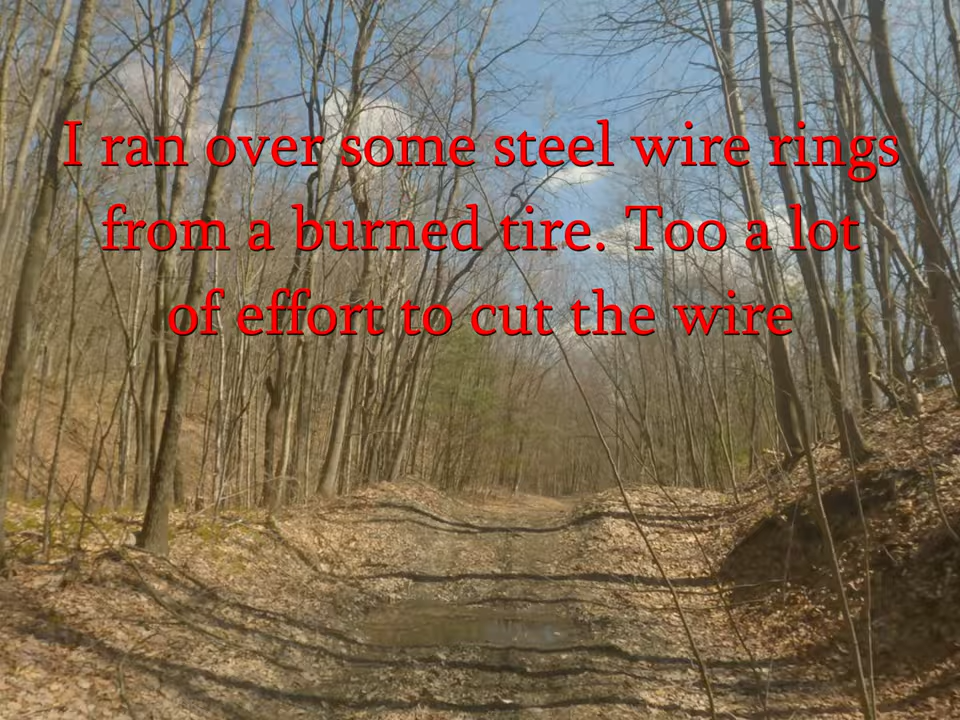 I ran over some steel wire rings
from a burned tire. Too a lot
of effort to cut the wire